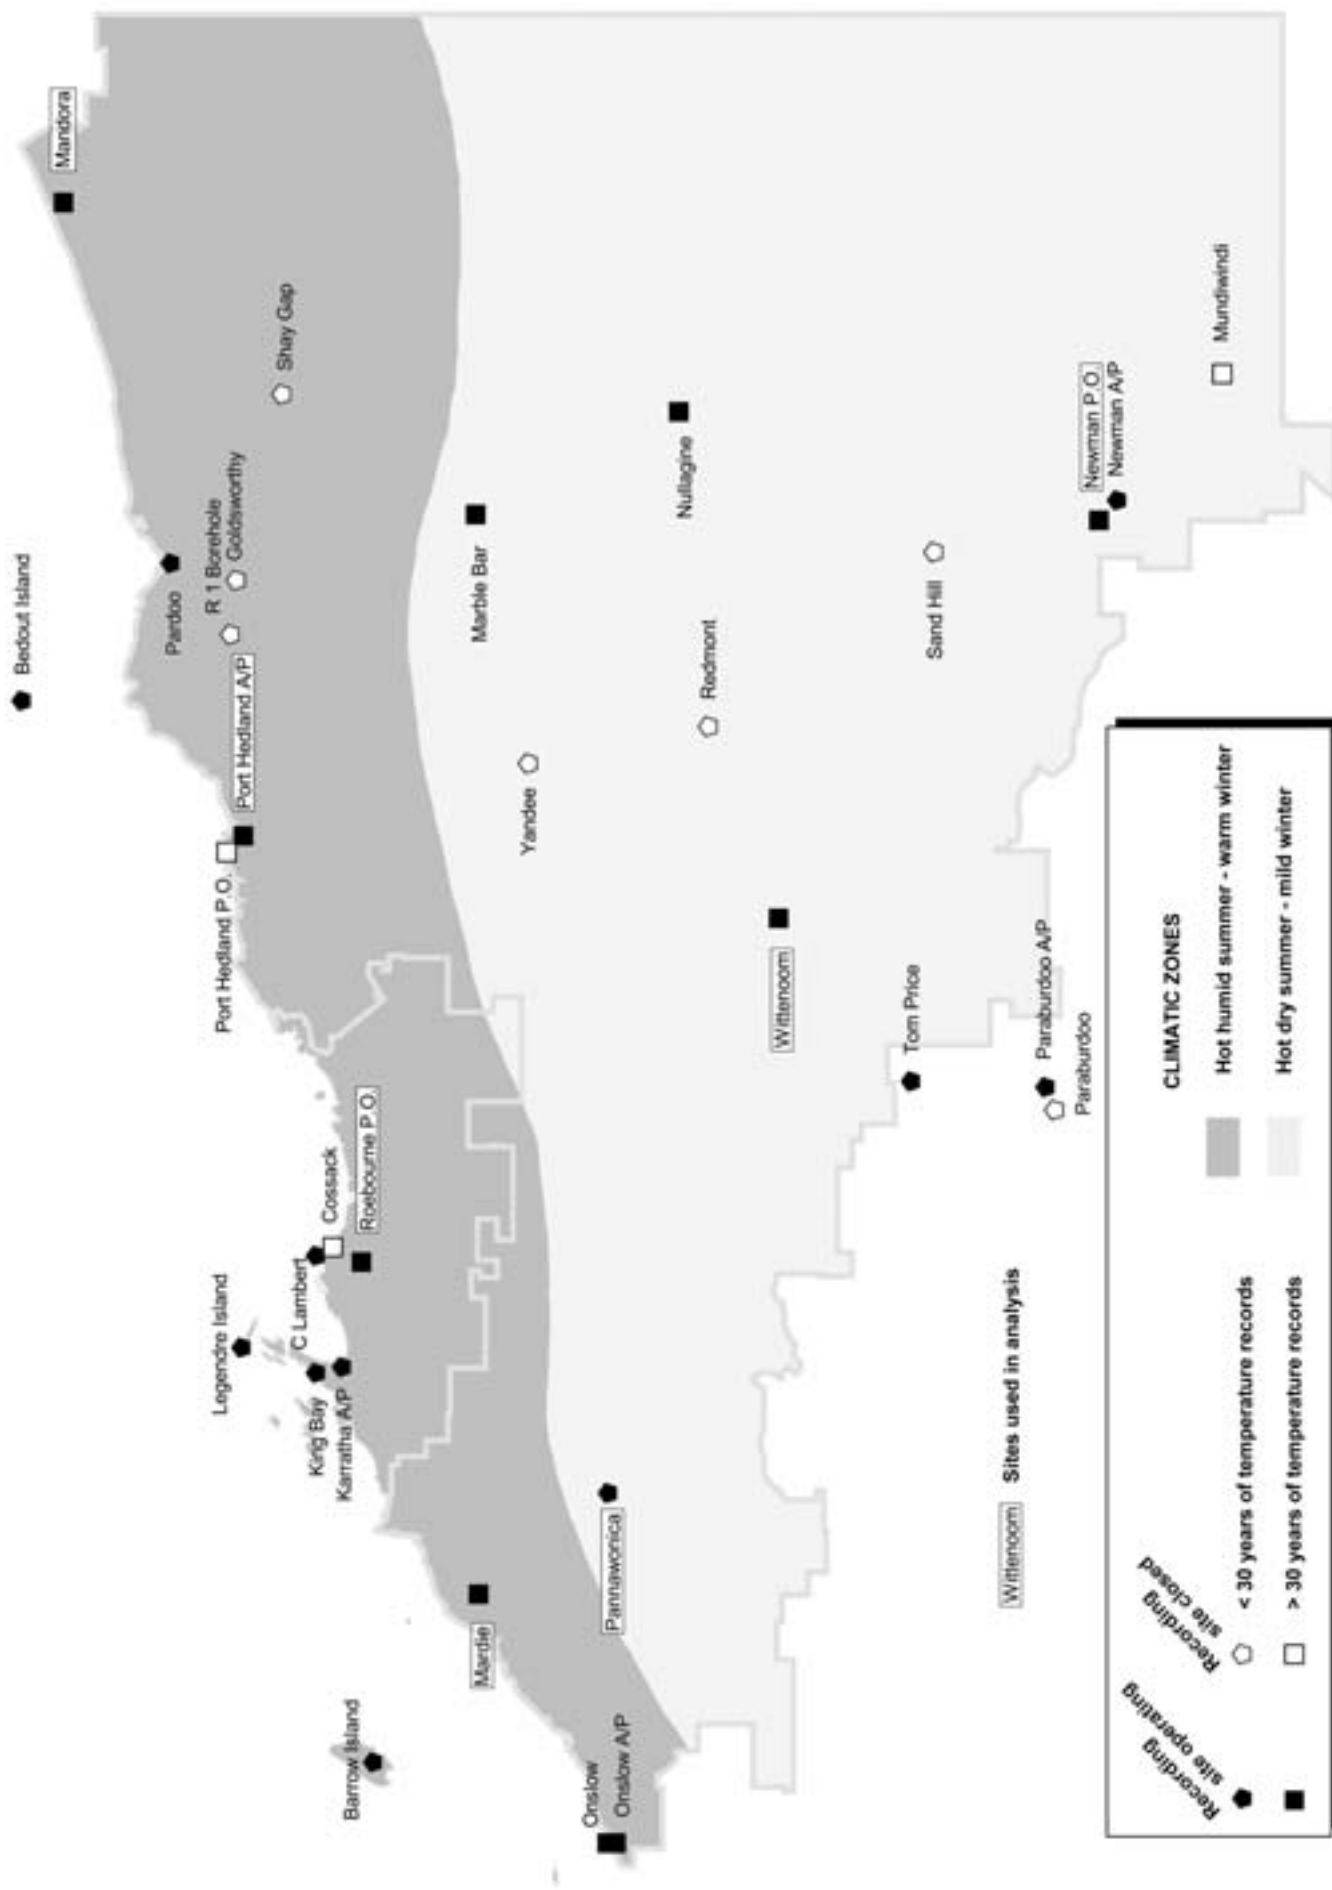 Bedout Island
Mandora
Pardoo
R 1 Borehole
Goldsworthy
Shay Gap
Port Hedland P.O.
Port Hedland A/P
Legendre Island
C Lambert
Cossack
Roebourne P.O.
King Bay
Karratha A/P
Barrow Island
Mardie
Marble Bar
Yandee
Onslow
Onslow A/P
Pannawonica
Nullagine
Redmont
Wittenoom
Tom Price
Sand Hill
Paraburdoo A/P
Paraburdoo
Newman P.O.
Newman A/P
Mundiwindi
Wittenoom Sites used in analysis
Recording
site operating
Recording
site closed
< 30 years of temperature records
> 30 years of temperature records
CLIMATIC ZONES
Hot humid summer - warm winter
Hot dry summer - mild winter